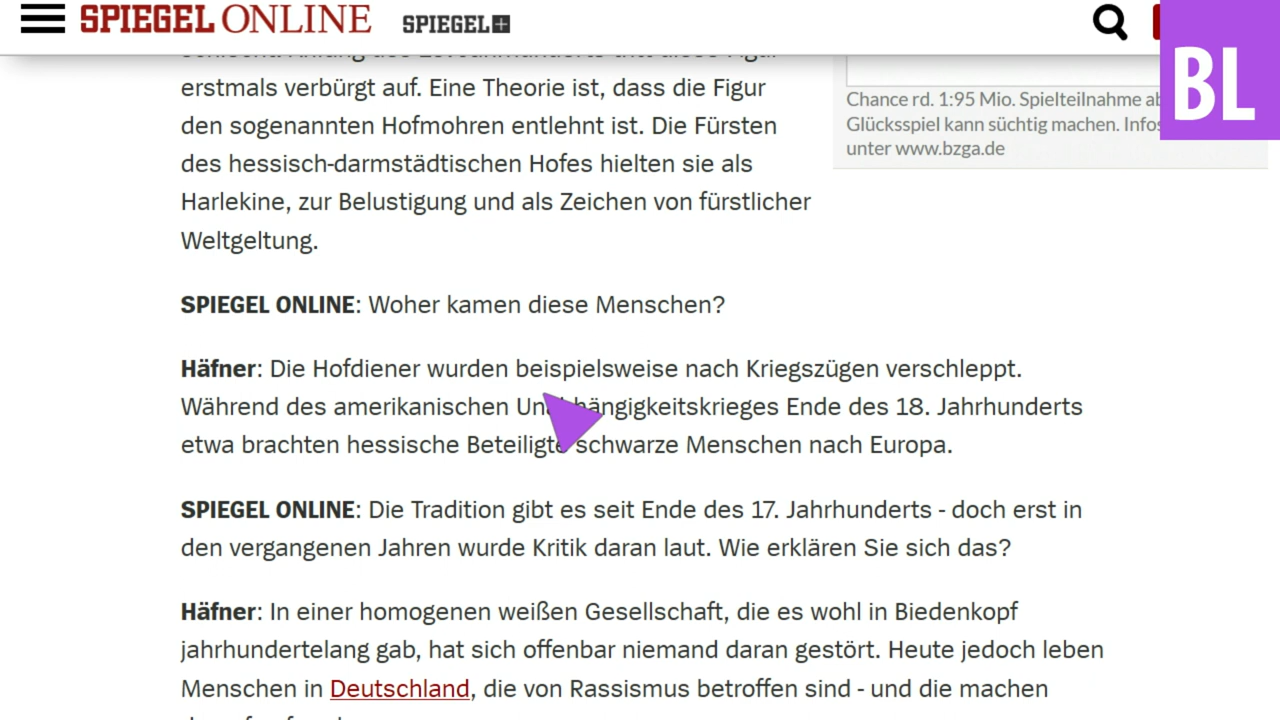 SPIEGEL ONLINE SPIEGEL+
BL
erstmals verbürgt auf. Eine Theorie ist, dass die Figur
den sogenannten Hofmohren entlehnt ist. Die Fürsten
des hessisch-darmstädtischen Hofes hielten sie als
Harlekine, zur Belustigung und als Zeichen von fürstlicher
Weltgeltung.
Chance rd. 1:95 Mio. Spielteilnahme ab
Glücksspiel kann süchtig machen. Infos
unter www.bzga.de
SPIEGEL ONLINE: Woher kamen diese Menschen?
Häfner: Die Hofdiener wurden beispielsweise nach Kriegszügen verschleppt.
Während des amerikanischen Unabhängigkeitskrieges Ende des 18. Jahrhunderts
etwa brachten hessische Beteiligte schwarze Menschen nach Europa.
SPIEGEL ONLINE: Die Tradition gibt es seit Ende des 17. Jahrhunderts - doch erst in
den vergangenen Jahren wurde Kritik daran laut. Wie erklären Sie sich das?
Häfner: In einer homogenen weißen Gesellschaft, die es wohl in Biedenkopf
jahrhundertelang gab, hat sich offenbar niemand daran gestört. Heute jedoch leben
Menschen in Deutschland, die von Rassismus betroffen sind - und die machen